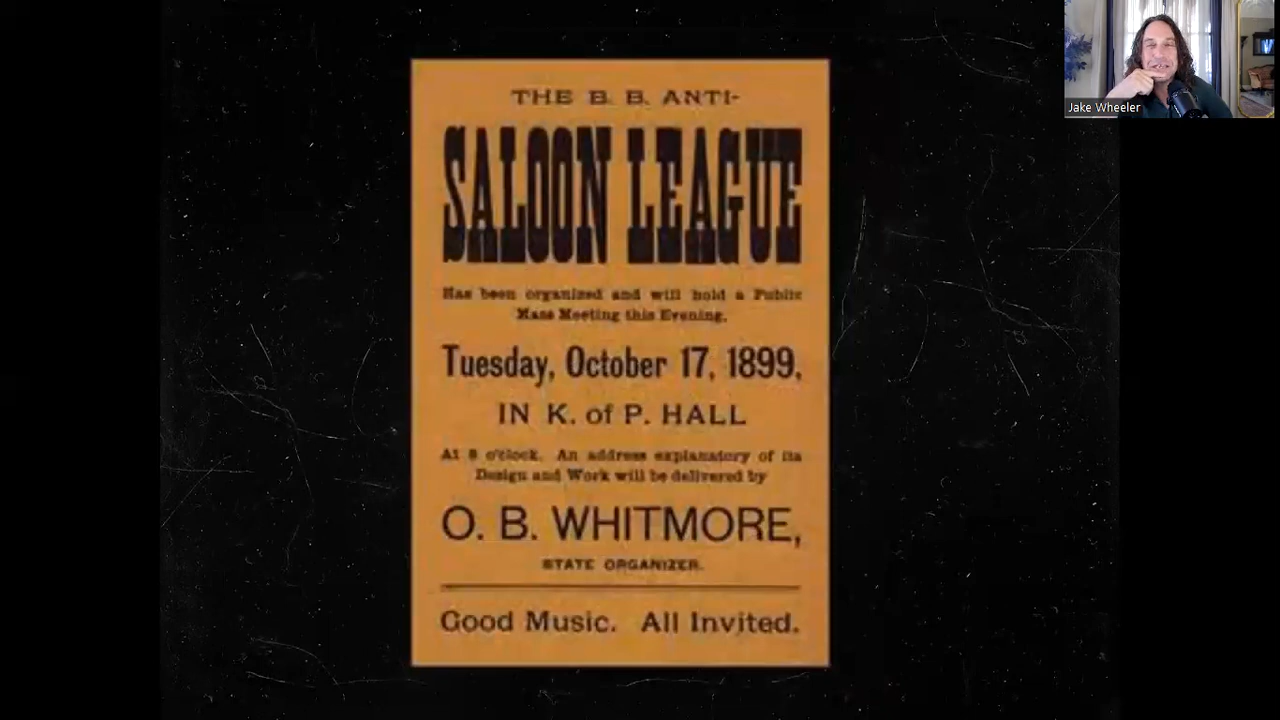 THE B. B. ANTI-
SALOON LEAGUE
Has been organized and will hold a Public
Mass Meeting this Evening,
Tuesday, October 17, 1899,
IN K. of P. HALL
At 8 o'clock. An address explanatory of its
Design and Work will be delivered by
O. B. WHITMORE,
STATE ORGANIZER.
Good Music. All Invited.
Jake Wheeler